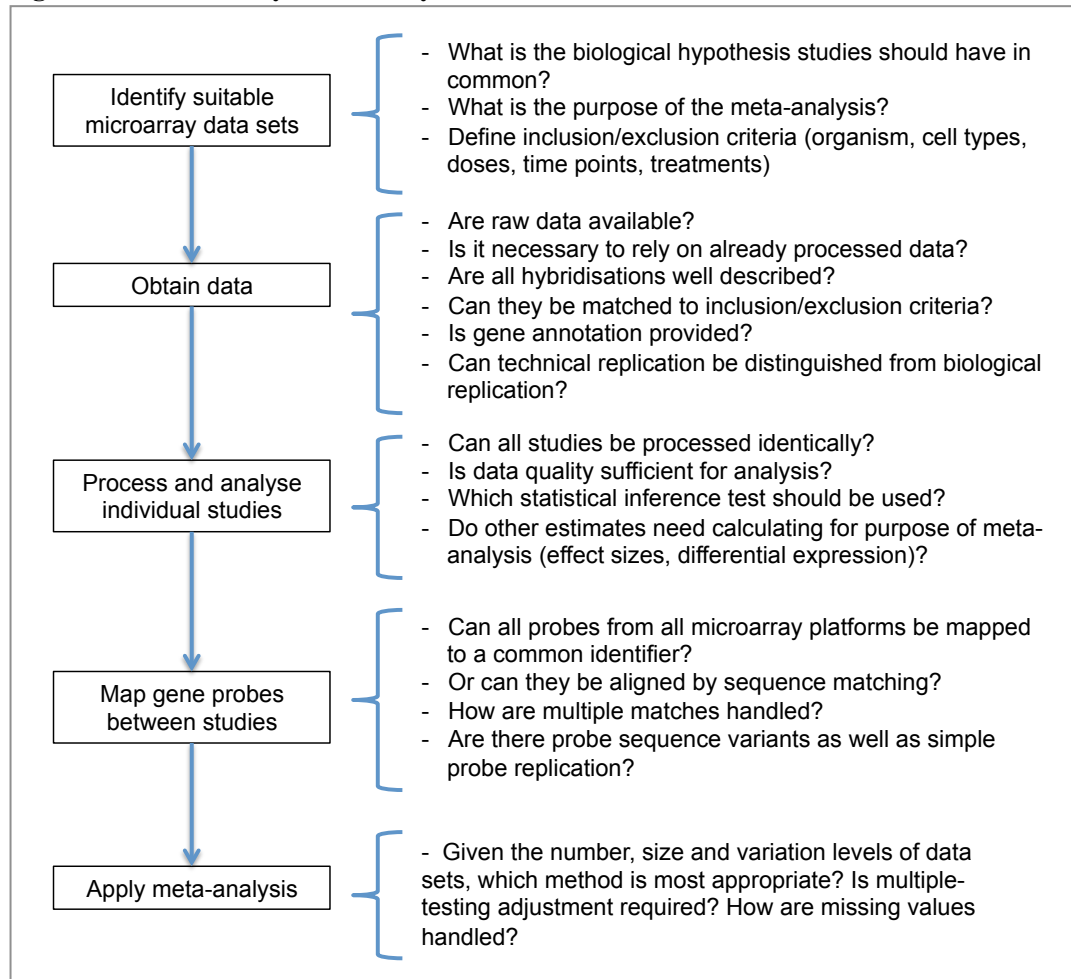 Identify suitable
microarray data sets
- What is the biological hypothesis studies should have in
common?
- What is the purpose of the meta-analysis?
- Define inclusion/exclusion criteria (organism, cell types,
doses, time points, treatments)
Obtain data
- Are raw data available?
- Is it necessary to rely on already processed data?
- Are all hybridisations well described?
- Can they be matched to inclusion/exclusion criteria?
- Is gene annotation provided?
- Can technical replication be distinguished from biological
replication?
Process and analyse
individual studies
- Can all studies be processed identically?
- Is data quality sufficient for analysis?
- Which statistical inference test should be used?
- Do other estimates need calculating for purpose of meta-
analysis (effect sizes, differential expression)?
Map gene probes
between studies
- Can all probes from all microarray platforms be mapped
to a common identifier?
- Or can they be aligned by sequence matching?
- How are multiple matches handled?
- Are there probe sequence variants as well as simple
probe replication?
Apply meta-analysis
- Given the number, size and variation levels of data
sets, which method is most appropriate? Is multiple-
testing adjustment required? How are missing values
handled?